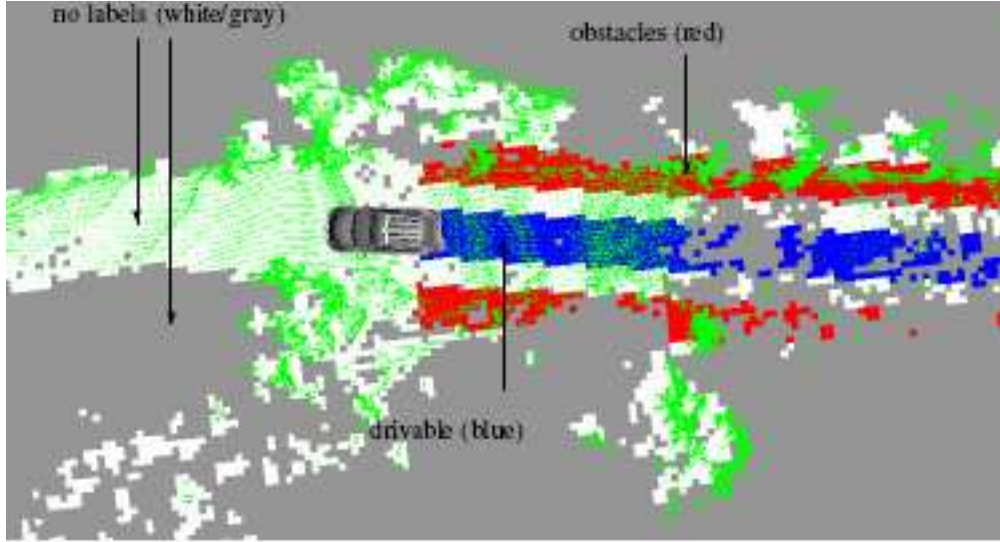 no labels (white/gray)
obstacles (red)
drivable (blue)